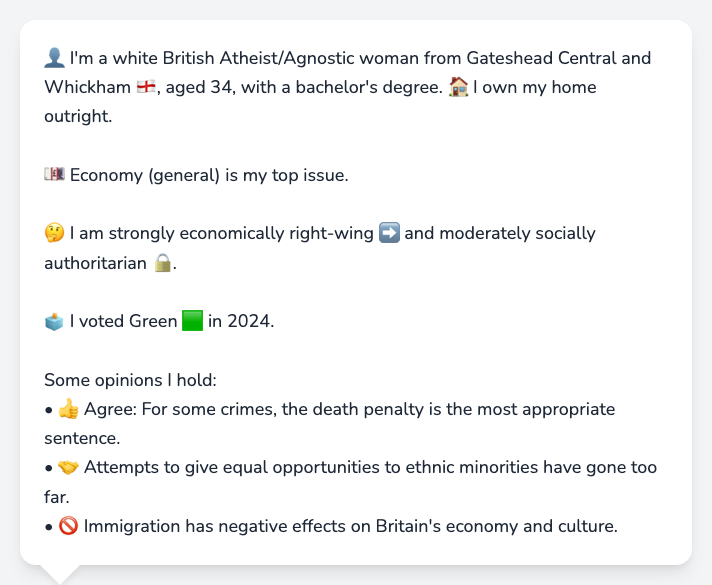 👤 I'm a white British Atheist/Agnostic woman from Gateshead Central and
Whickham 🏴󠁧󠁢󠁥󠁮󠁧󠁿, aged 34, with a bachelor's degree. 🏠 I own my home
outright.
💷 Economy (general) is my top issue.
🤔 I am strongly economically right-wing ➡️ and moderately socially
authoritarian 🔒.
🗳️ I voted Green 🟩 in 2024.
Some opinions I hold:
• 👍 Agree: For some crimes, the death penalty is the most appropriate
sentence.
• 🤝 Attempts to give equal opportunities to ethnic minorities have gone too
far.
• 🚫 Immigration has negative effects on Britain's economy and culture.